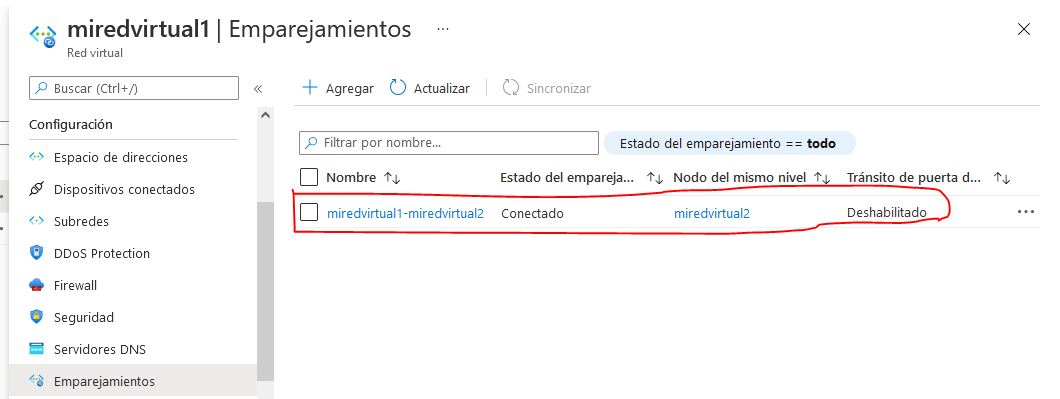 miredvirtual1 | Emparejamientos ...
Red virtual
Buscar (Ctrl+/)
«
Configuración
Espacio de direcciones
Dispositivos conectados
Subredes
DDoS Protection
Firewall
Seguridad
Servidores DNS
Emparejamientos
Agregar Actualizar Sincronizar
Filtrar por nombre... Estado del emparejamiento == todo
Nombre Estado del empareja... Nodo del mismo nivel Tránsito de puerta d...
miredvirtual1-miredvirtual2 Conectado miredvirtual2 Deshabilitado ...